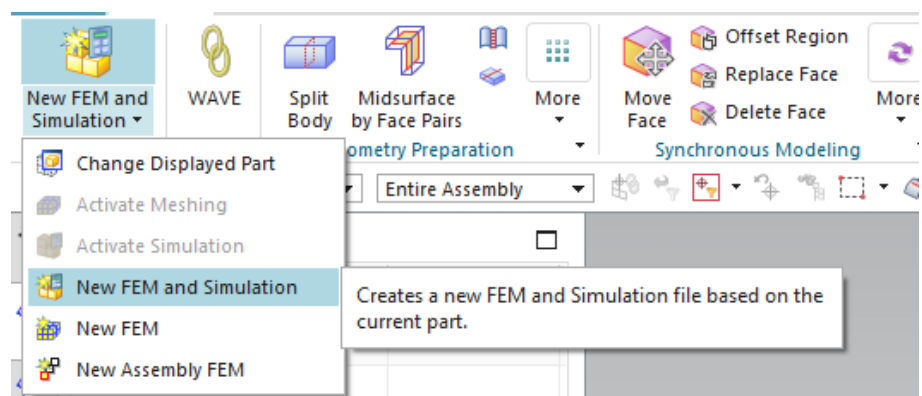 New FEM and
Simulation
WAVE
Split
Body
Midsurface
by Face Pairs
More
Move
Face
Offset Region
Replace Face
Delete Face
More
ometry Preparation
Synchronous Modeling
Entire Assembly
Change Displayed Part
Activate Meshing
Activate Simulation
New FEM and Simulation
New FEM
New Assembly FEM
Creates a new FEM and Simulation file based on the
current part.